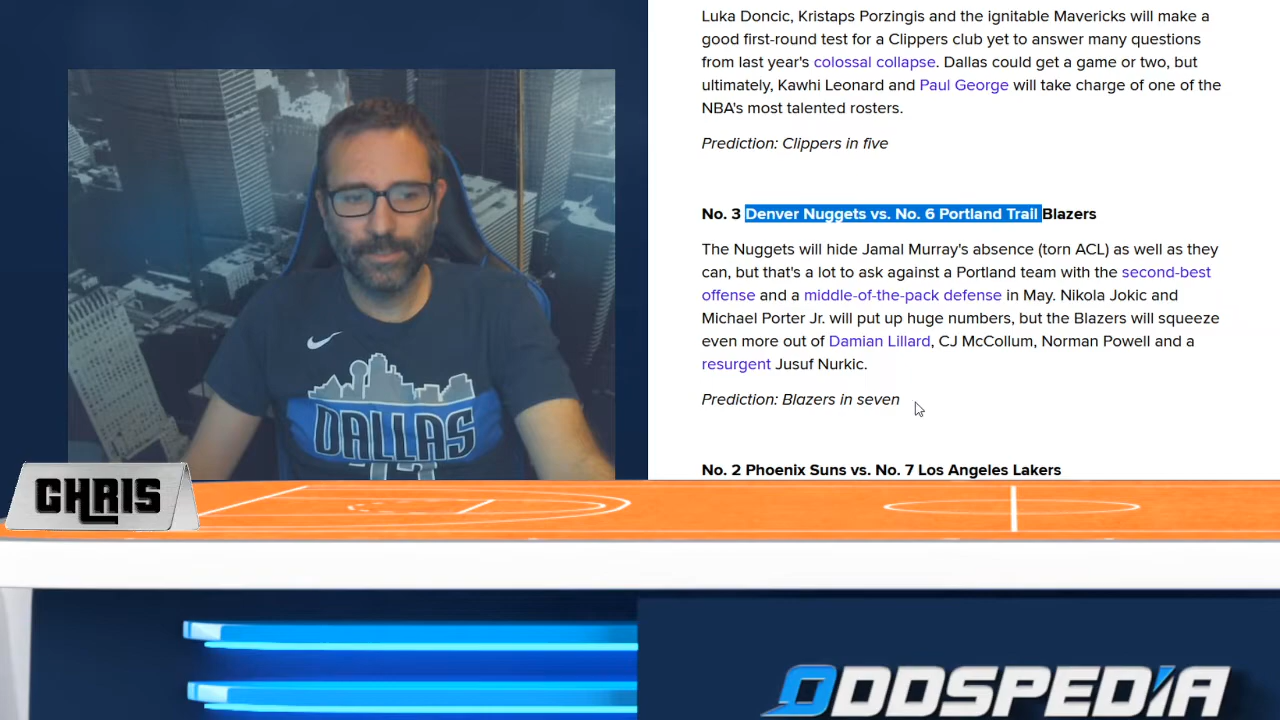 Luka Doncic, Kristaps Porzingis and the ignitable Mavericks will make a
good first-round test for a Clippers club yet to answer many questions
from last year's colossal collapse. Dallas could get a game or two, but
ultimately, Kawhi Leonard and Paul George will take charge of one of the
NBA's most talented rosters.
Prediction: Clippers in five
No. 3 Denver Nuggets vs. No. 6 Portland Trail Blazers
The Nuggets will hide Jamal Murray's absence (torn ACL) as well as they
can, but that's a lot to ask against a Portland team with the second-best
offense and a middle-of-the-pack defense in May. Nikola Jokic and
Michael Porter Jr. will put up huge numbers, but the Blazers will squeeze
even more out of Damian Lillard, CJ McCollum, Norman Powell and a
resurgent Jusuf Nurkic.
Prediction: Blazers in seven
No. 2 Phoenix Suns vs. No. 7 Los Angeles Lakers
DALLAS
CHRIS
ODDSPEDIA